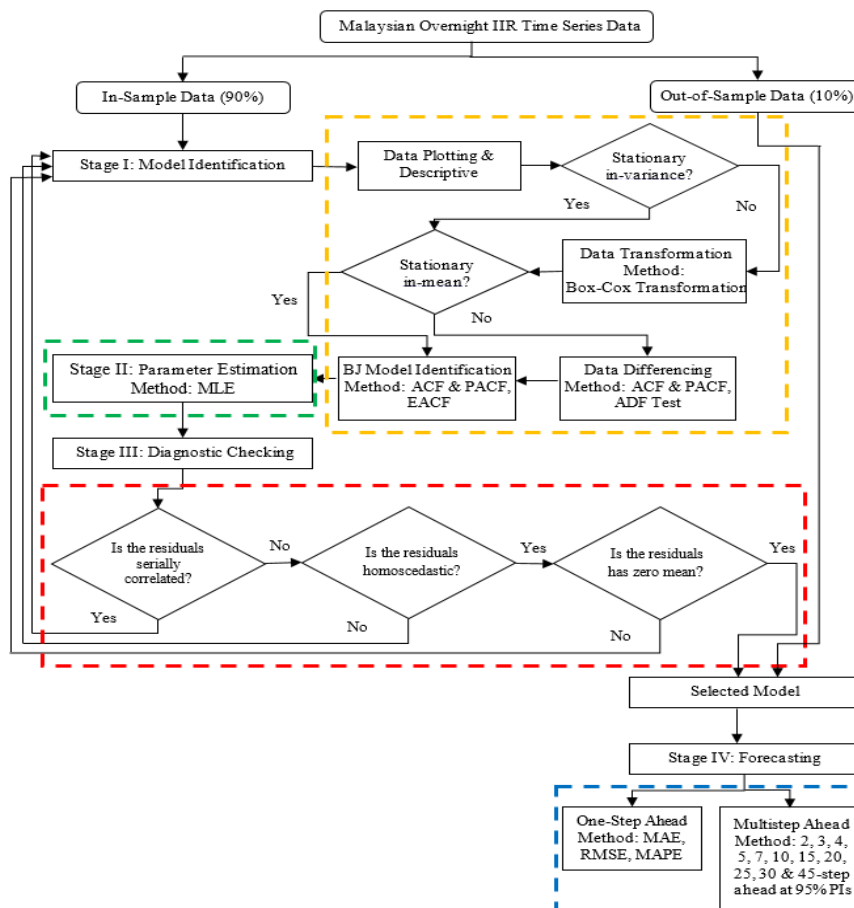 Malaysian Overnight IIR Time Series Data
In-Sample Data (90%)
Out-of-Sample Data (10%)
Stage I: Model Identification
Data Plotting &
Descriptive
Stationary
in-variance?
Yes
No
Stationary
in-mean?
Data Transformation
Method:
Box-Cox Transformation
Yes
No
Stage II: Parameter Estimation
Method: MLE
BJ Model Identification
Method: ACF & PACF,
EACF
Data Differencing
Method: ACF & PACF,
ADF Test
Stage III: Diagnostic Checking
Is the residuals
serially
correlated?
No
Is the residuals
homoscedastic?
Yes
Is the residuals
has zero mean?
Yes
Yes
No
No
Selected Model
Stage IV: Forecasting
One-Step Ahead
Method: MAE,
RMSE, MAPE
Multistep Ahead
Method: 2, 3, 4,
5, 7, 10, 15, 20,
25, 30 & 45-step
ahead at 95% PIs